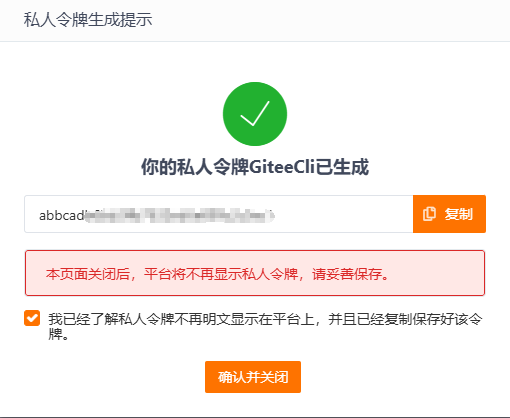 私人令牌生成提示
你的私人令牌GiteeCli已生成
复制
本页面关闭后，平台将不再显示私人令牌，请妥善保存。
我已经了解私人令牌不再明文显示在平台上，并且已经复制保存好该令
牌。
确认并关闭